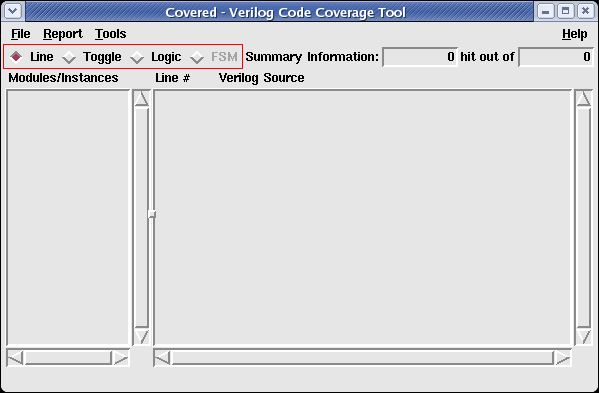 Covered - Verilog Code Coverage Tool
File Report Tools Help
Line Toggle Logic FSM Summary Information: 0 hit out of 0
Modules/Instances Line # Verilog Source